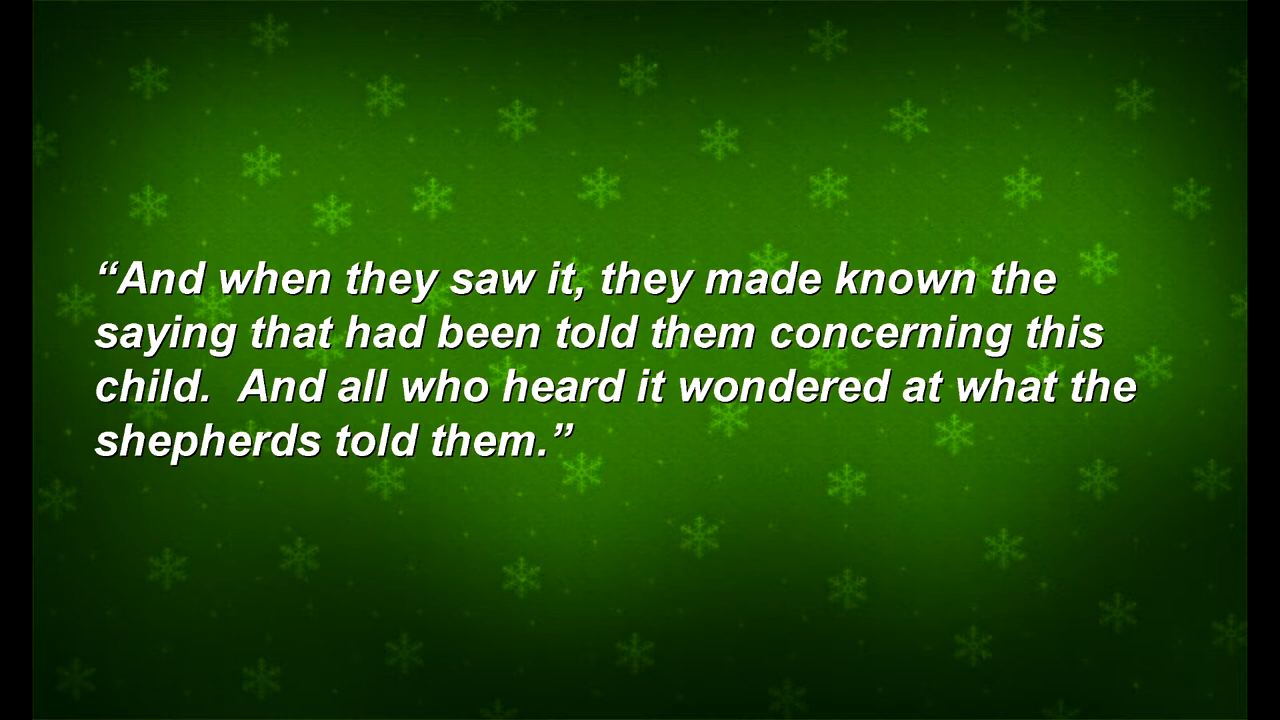 “And when they saw it, they made known the
saying that had been told them concerning this
child.  And all who heard it wondered at what the
shepherds told them.”